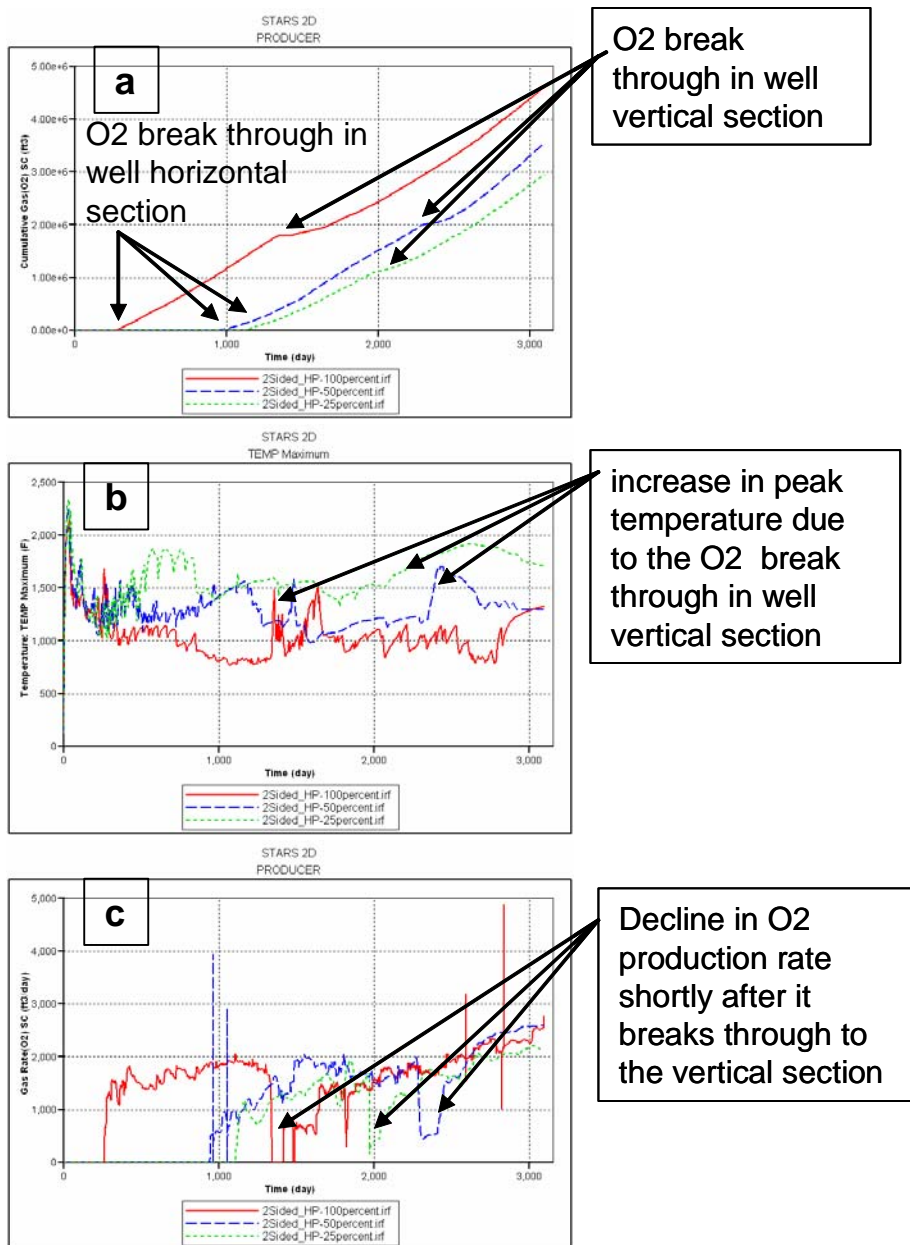 STARS 2D
PRODUCER
a
5.00e+6
4.00e+6
3.00e+6
2.00e+6
1.00e+6
0.00e+0
Cumulative Gas(O2) SC (ft3)
O2 break through in
well horizontal
section
0
1,000
2,000
3,000
Time (day)
2Sided_HP-100percent.irf
2Sided_HP-50percent.irf
2Sided_HP-25percent.irf
O2 break
through in well
vertical section
STARS 2D
TEMP Maximum
b
2,500
2,000
1,500
1,000
500
0
Temperature: TEMP Maximum (F)
0
1,000
2,000
3,000
Time (day)
2Sided_HP-100percent.irf
2Sided_HP-50percent.irf
2Sided_HP-25percent.irf
increase in peak
temperature due
to the O2 break
through in well
vertical section
STARS 2D
PRODUCER
c
5,000
4,000
3,000
2,000
1,000
0
Gas Rate(O2) SC (ft3/day)
0
1,000
2,000
3,000
Time (day)
2Sided_HP-100percent.irf
2Sided_HP-50percent.irf
2Sided_HP-25percent.irf
Decline in O2
production rate
shortly after it
breaks through to
the vertical section